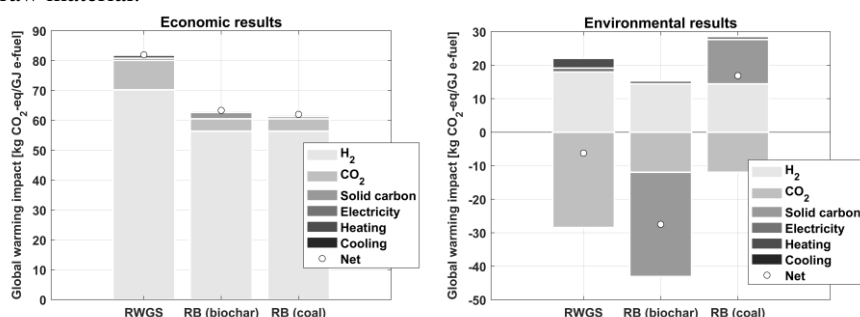 raw material.
Economic results
Global warming impact [kg CO2-eq/GJ e-fuel]
90
80
70
60
50
40
30
20
10
0
H2
CO2
Solid carbon
Electricity
Heating
Cooling
Net
RWGS RB (biochar) RB (coal)
Environmental results
Global warming impact [kg CO2-eq/GJ e-fuel]
30
20
10
0
-10
-20
-30
-40
-50
H2
CO2
Solid carbon
Electricity
Heating
Cooling
Net
RWGS RB (biochar) RB (coal)